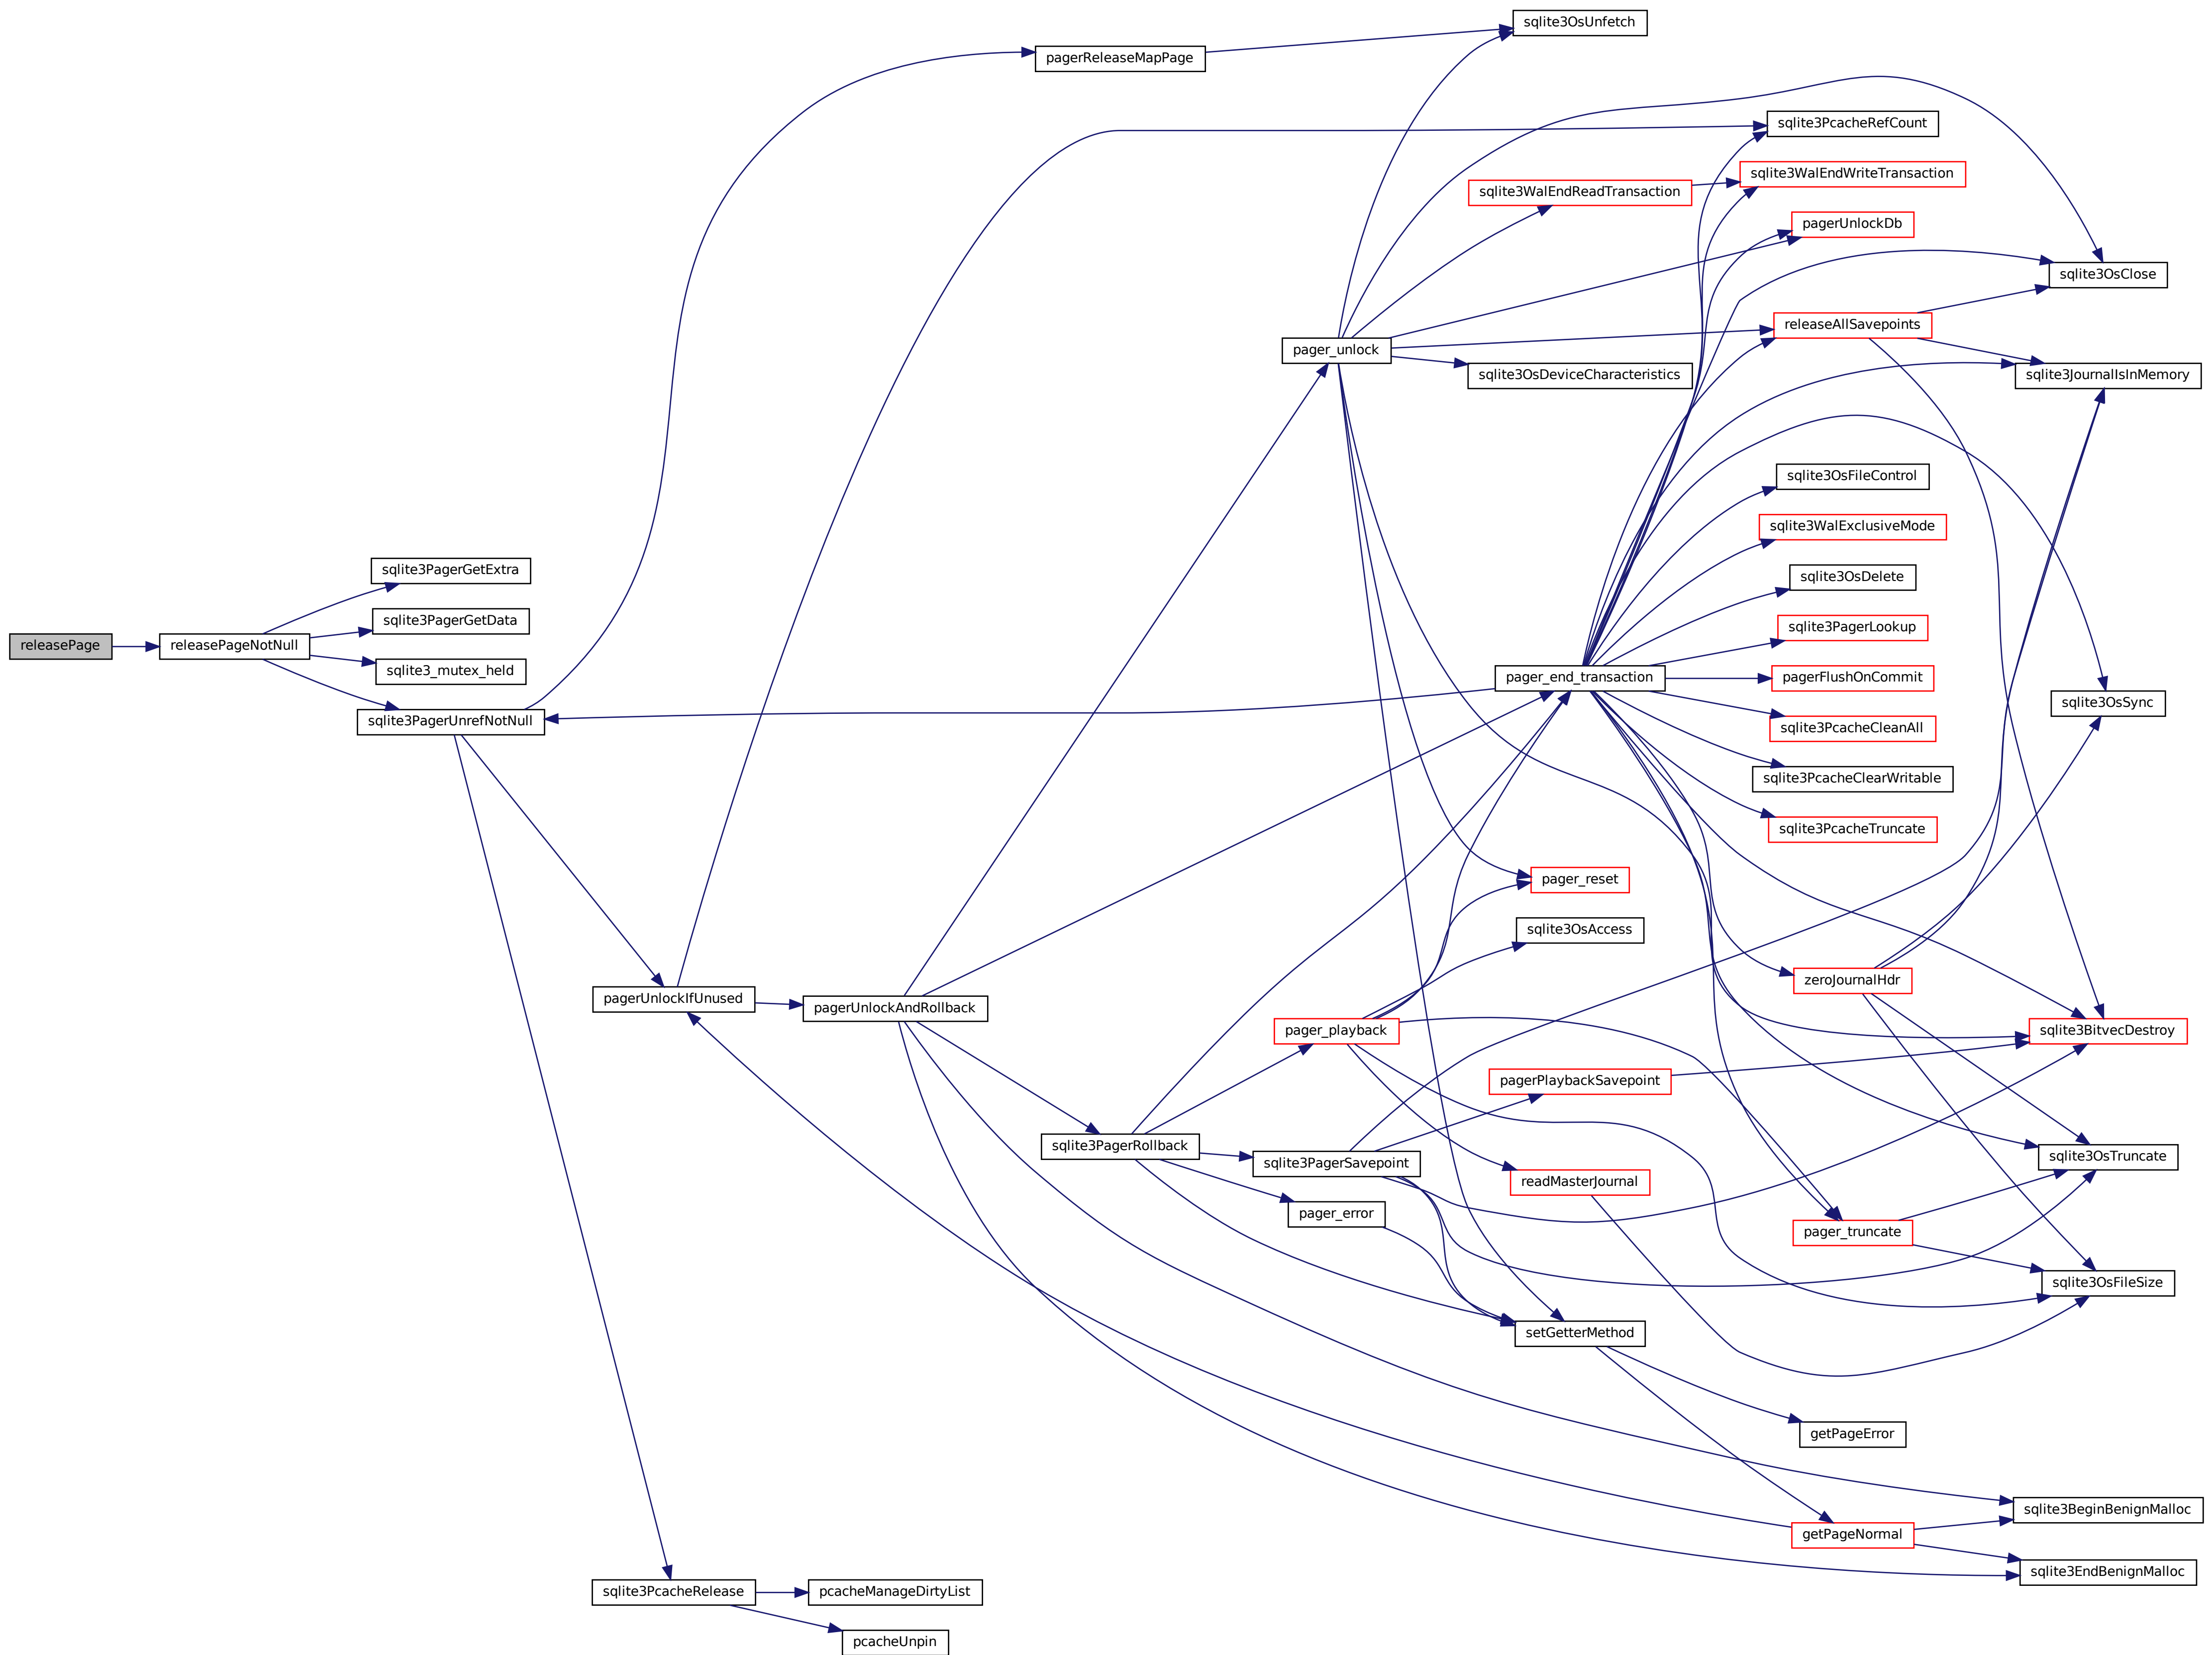 sqlite3OsUnfetch
pagerReleaseMapPage
sqlite3PcacheRefCount
sqlite3WalEndWriteTransaction
sqlite3WalEndReadTransaction
pagerUnlockDb
sqlite3OsClose
releaseAllSavepoints
pager_unlock
sqlite3OsDeviceCharacteristics
sqlite3JournalIsInMemory
sqlite3OsFileControl
sqlite3WalExclusiveMode
sqlite3PagerGetExtra
sqlite3OsDelete
sqlite3PagerGetData
sqlite3PagerLookup
releasePage
releasePageNotNull
sqlite3_mutex_held
pager_end_transaction
pagerFlushOnCommit
sqlite3OsSync
sqlite3PagerUnrefNotNull
sqlite3PcacheCleanAll
sqlite3PcacheClearWritable
sqlite3PcacheTruncate
pager_reset
sqlite3OsAccess
zeroJournalHdr
pagerUnlockIfUnused
pagerUnlockAndRollback
pager_playback
sqlite3BitvecDestroy
pagerPlaybackSavepoint
sqlite3PagerRollback
sqlite3OsTruncate
sqlite3PagerSavepoint
readMasterJournal
pager_error
pager_truncate
sqlite3OsFileSize
setGetterMethod
getPageError
sqlite3BeginBenignMalloc
getPageNormal
sqlite3EndBenignMalloc
sqlite3PcacheRelease
pcacheManageDirtyList
pcacheUnpin